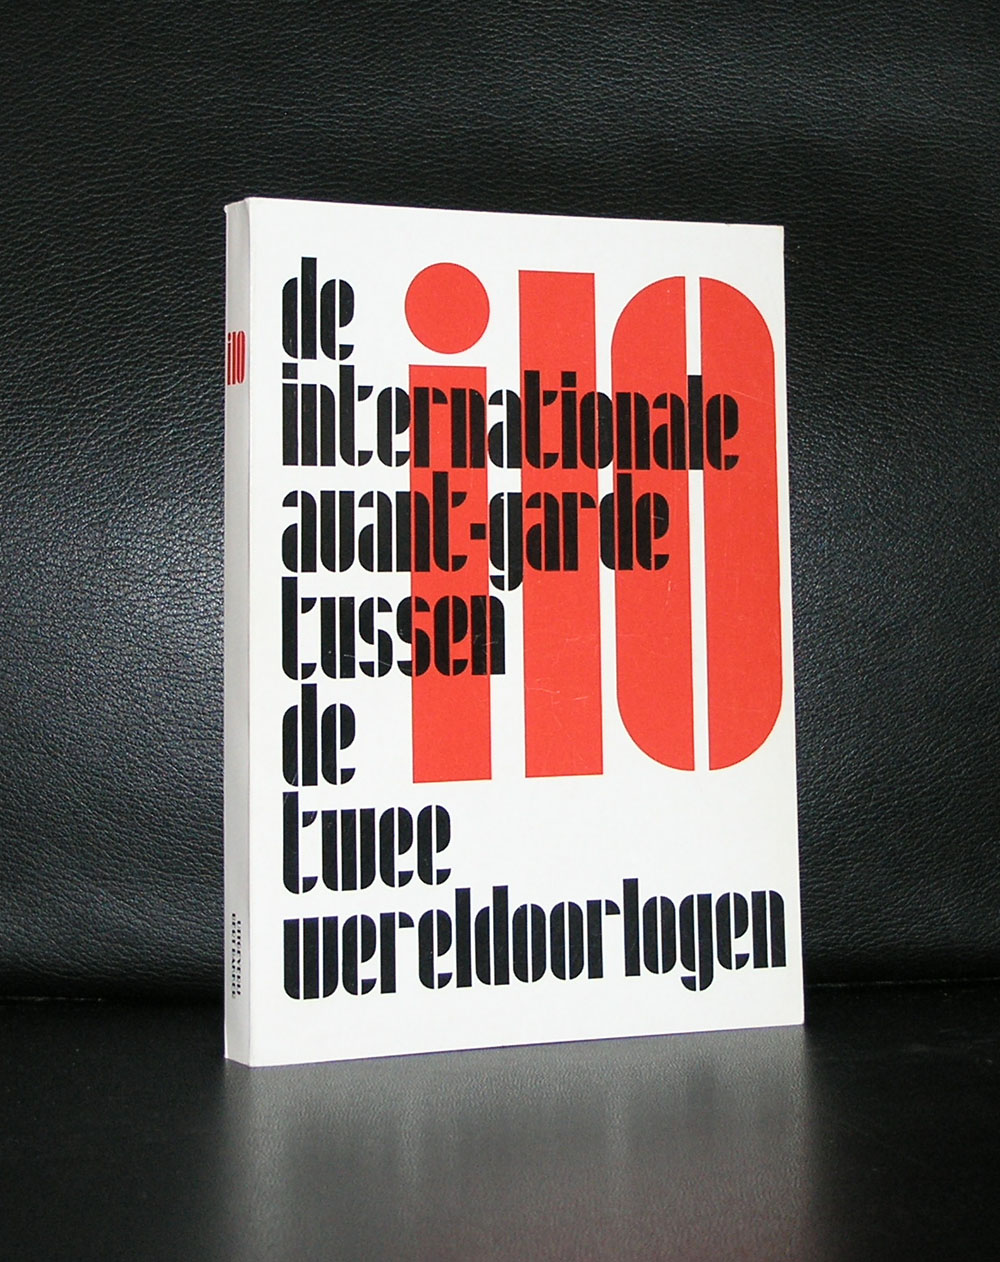 i10
de
internationale
avant-garde
tussen
de
twee
wereldoorlogen
i10